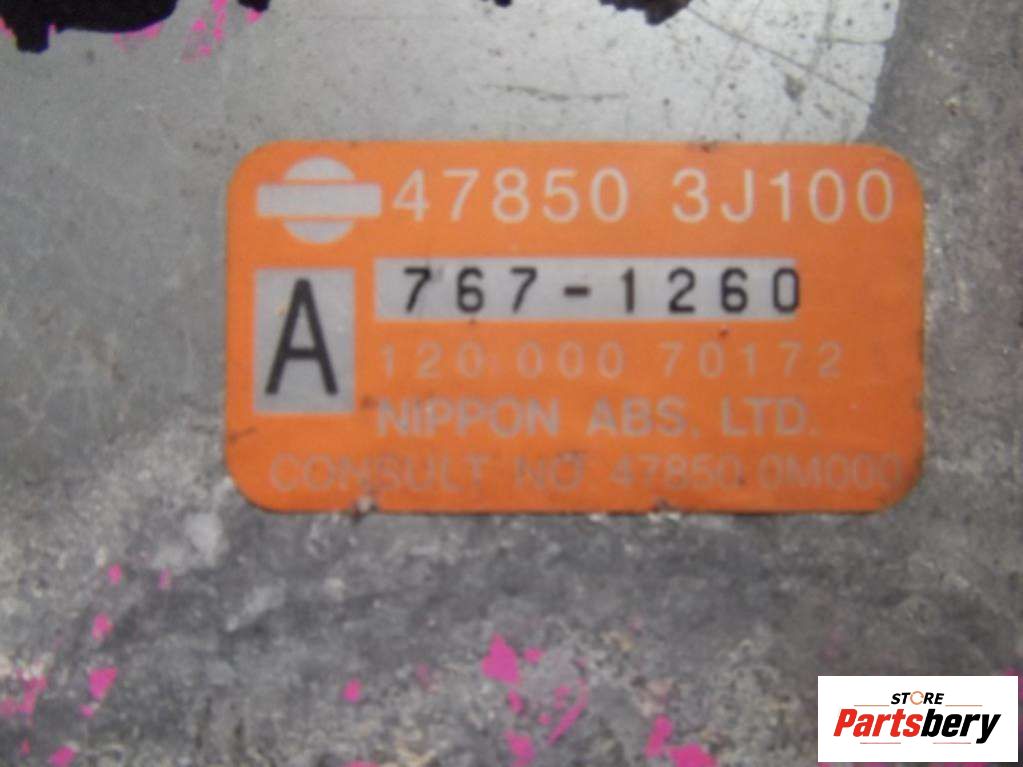 47850 3J100
A
767-1260
120 000 70172
NIPPON ABS, LTD.
CONSULT NO 47850 0M000
STORE
Partsbery